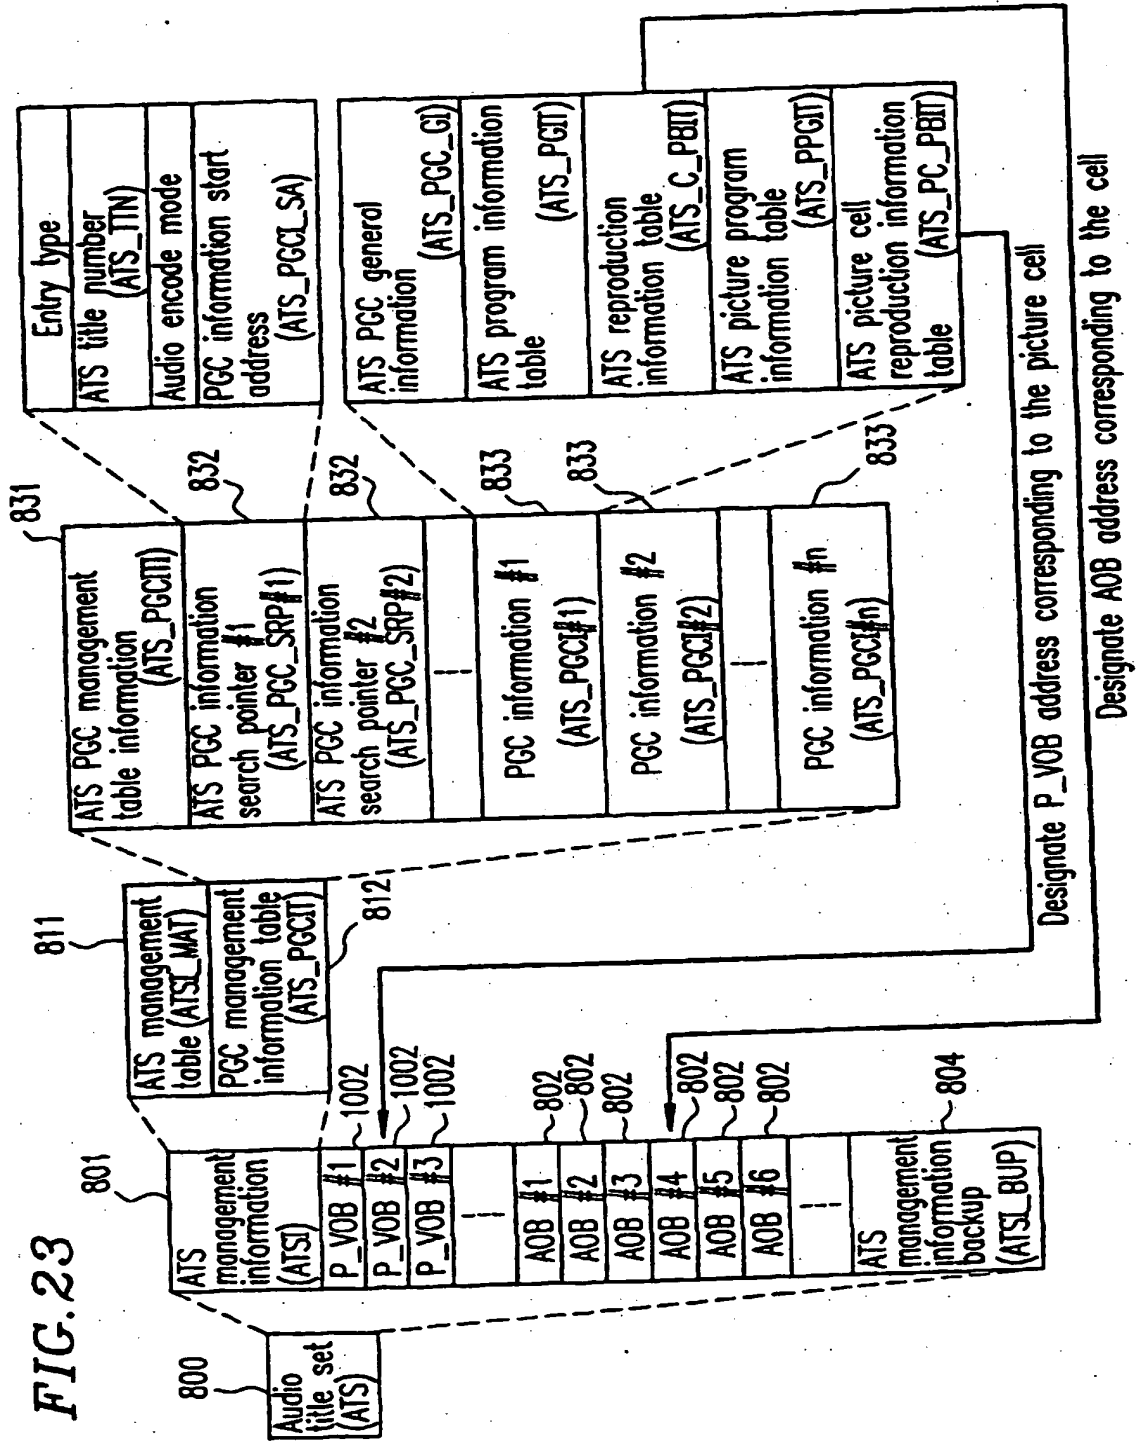 FIG.23
800
Audio
title set
(ATS)
801
ATS
management
information
(ATSI)
P_VOB #1
P_VOB #2
P_VOB #3
AOB #1
AOB #2
AOB #3
AOB #4
AOB #5
AOB #6
ATS
management
information
backup
(ATSI_BUP)
1002
1002
1002
802
802
802
802
802
802
804
811
ATS management
table (ATSI_MAT)
PGC management
information table
(ATS_PGCIT)
812
831
ATS PGC management
table information
(ATS_PGCITI)
ATS PGC information
search pointer #1
(ATS_PGC_SRP#1)
ATS PGC information
search pointer #2
(ATS_PGC_SRP#2)
PGC information #1
(ATS_PGCI#1)
PGC information #2
(ATS_PGCI#2)
PGC information #n
(ATS_PGCI#n)
832
832
833
833
833
Entry type
ATS title number
(ATS_TTN)
Audio encode mode
PGC information start
address
(ATS_PGCI_SA)
ATS PGC general
information
(ATS_PGC_GI)
ATS program information
table
(ATS_PGIT)
ATS reproduction
information table
(ATS_C_PBIT)
ATS picture program
information table
(ATS_PPGIT)
ATS picture cell
reproduction information
table
(ATS_PC_PBIT)
Designate P_VOB address corresponding to the picture cell
Designate AOB address corresponding to the cell